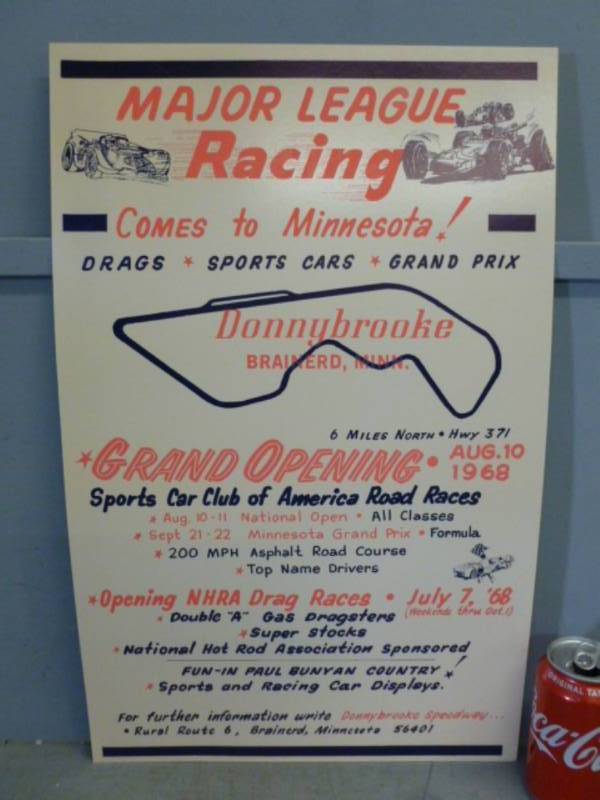 MAJOR LEAGUE
Racing
COMES to Minnesota!
DRAGS * SPORTS CARS * GRAND PRIX
Donnybrooke
BRAINERD, MINN.
6 MILES NORTH • HWY 371
*GRAND OPENING • AUG. 10 1968
Sports Car Club of America Road Races
* Aug. 10-11 National Open • All Classes
* Sept 21-22 Minnesota Grand Prix • Formula
* 200 MPH Asphalt Road Course
* Top Name Drivers
*Opening NHRA Drag Races • July 7, '68
(Weekends thru Oct.1)
* Double "A" Gas Dragsters
*Super Stocks
* National Hot Rod Association Sponsored
FUN-IN PAUL BUNYAN COUNTRY!
* Sports and Racing Car Displays.
For further information write Donnybrooke Speedway...
• Rural Route 6, Brainerd, Minnesota 56401
ORIGINAL TA
ca-Co